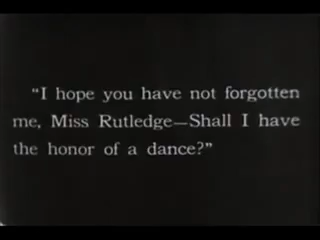 "I hope you have not forgotten
me, Miss Rutledge—Shall I have
the honor of a dance?"